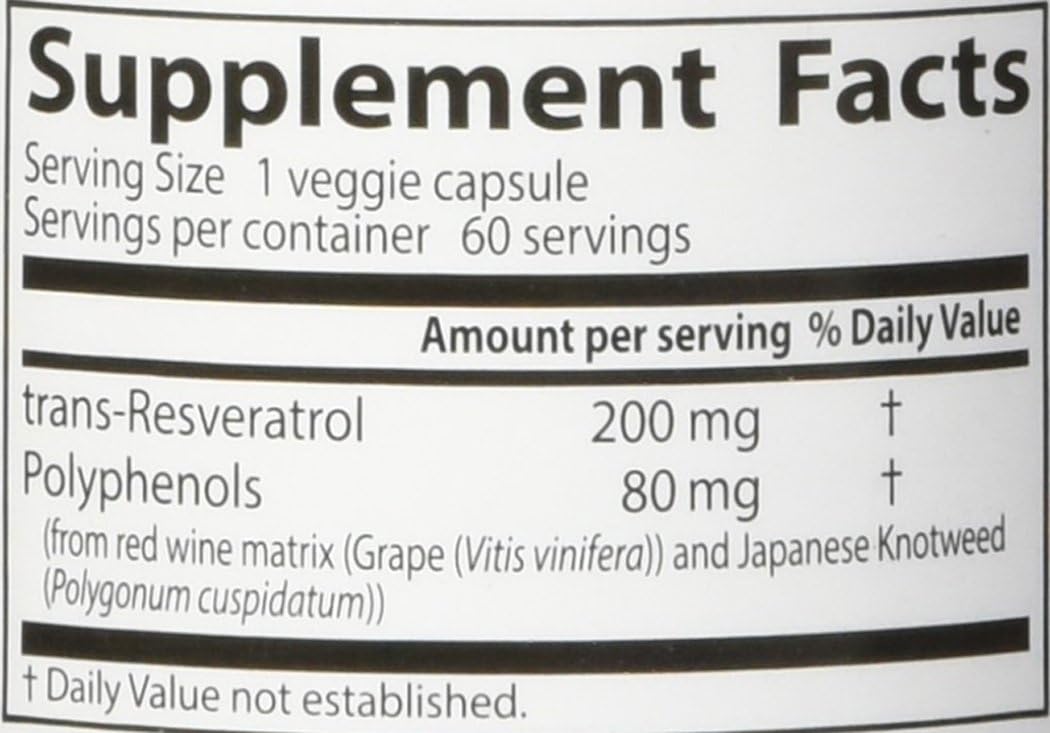 Supplement Facts
Serving Size 1 veggie capsule
Servings per container 60 servings
Amount per serving % Daily Value
trans-Resveratrol 200 mg †
Polyphenols 80 mg †
(from red wine matrix (Grape (Vitis vinifera)) and Japanese Knotweed
(Polygonum cuspidatum))
† Daily Value not established.